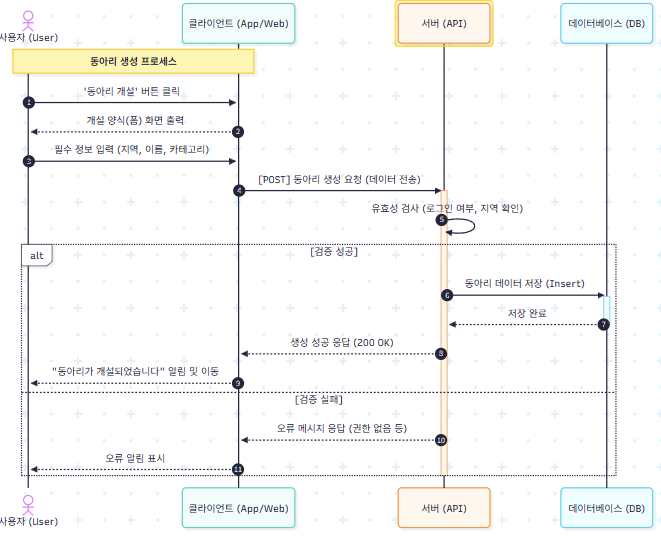 사용자 (User)
클라이언트 (App/Web)
서버 (API)
데이터베이스 (DB)
동아리 생성 프로세스
1
'동아리 개설' 버튼 클릭
개설 양식(폼) 화면 출력
2
3
필수 정보 입력 (지역, 이름, 카테고리)
4
[POST] 동아리 생성 요청 (데이터 전송)
유효성 검사 (로그인 여부, 지역 확인)
5
alt
[검증 성공]
6
동아리 데이터 저장 (Insert)
저장 완료
7
생성 성공 응답 (200 OK)
8
"동아리가 개설되었습니다" 알림 및 이동
9
[검증 실패]
오류 메시지 응답 (권한 없음 등)
10
오류 알림 표시
11
사용자 (User)
클라이언트 (App/Web)
서버 (API)
데이터베이스 (DB)